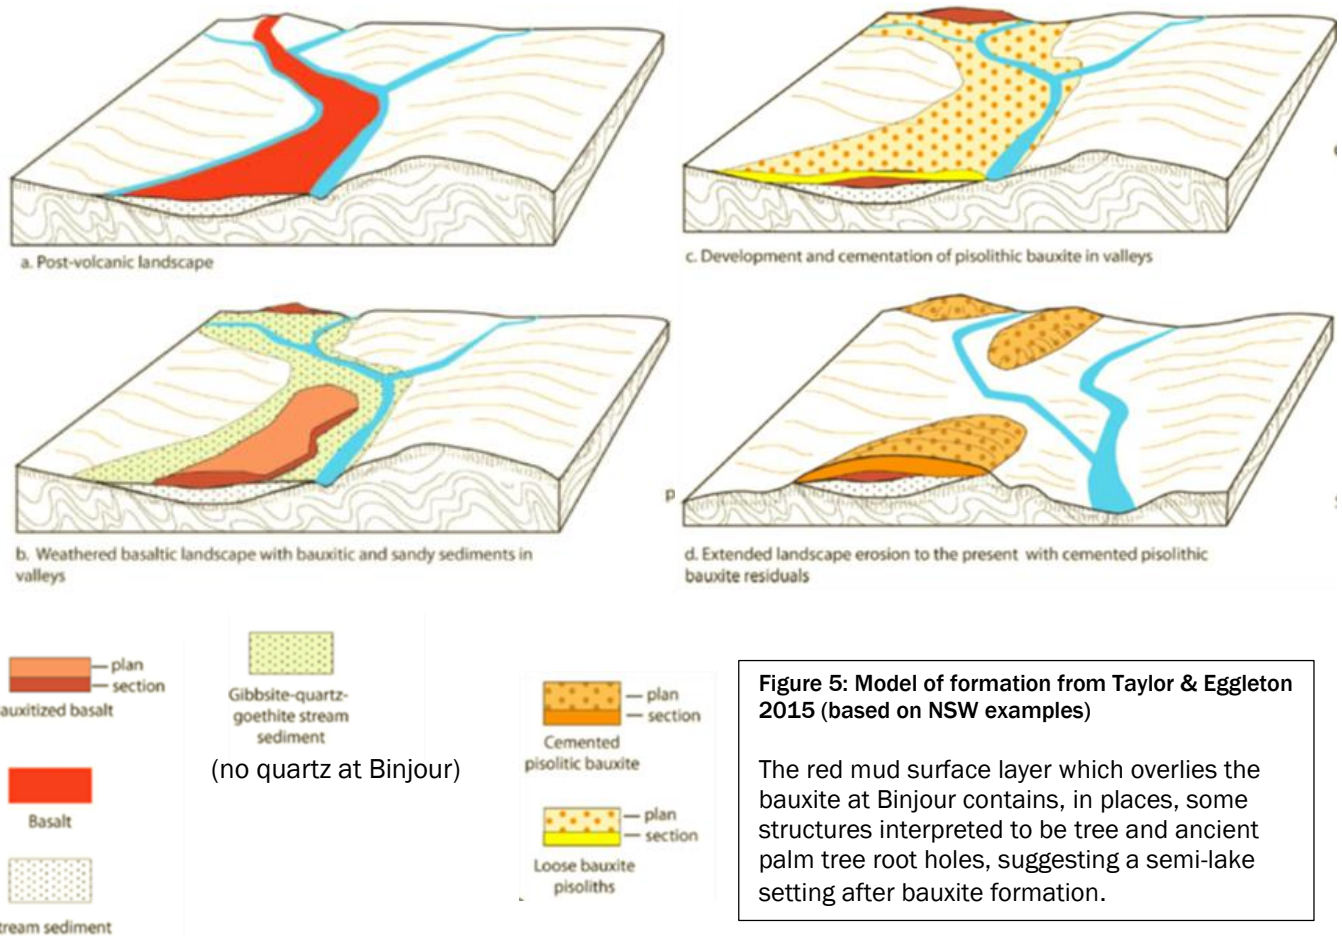 a. Post-volcanic landscape
c. Development and cementation of pisolithic bauxite in valleys
b. Weathered basaltic landscape with bauxitic and sandy sediments in
valleys
p
d. Extended landscape erosion to the present with cemented pisolithic
bauxite residuals
plan
section
auxitized basalt
Basalt
tream sediment
Gibbsite-quartz-
goethite stream
sediment
(no quartz at Binjour)
plan
section
Cemented
pisolitic bauxite
plan
section
Loose bauxite
pisoliths
Figure 5: Model of formation from Taylor & Eggleton
2015 (based on NSW examples)
The red mud surface layer which overlies the
bauxite at Binjour contains, in places, some
structures interpreted to be tree and ancient
palm tree root holes, suggesting a semi-lake
setting after bauxite formation.